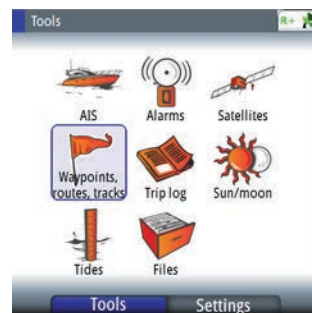 Tools
R+
AIS
Alarms
Satellites
Waypoints,
routes, tracks
Trip log
Sun/moon
Tides
Files
Tools
Settings